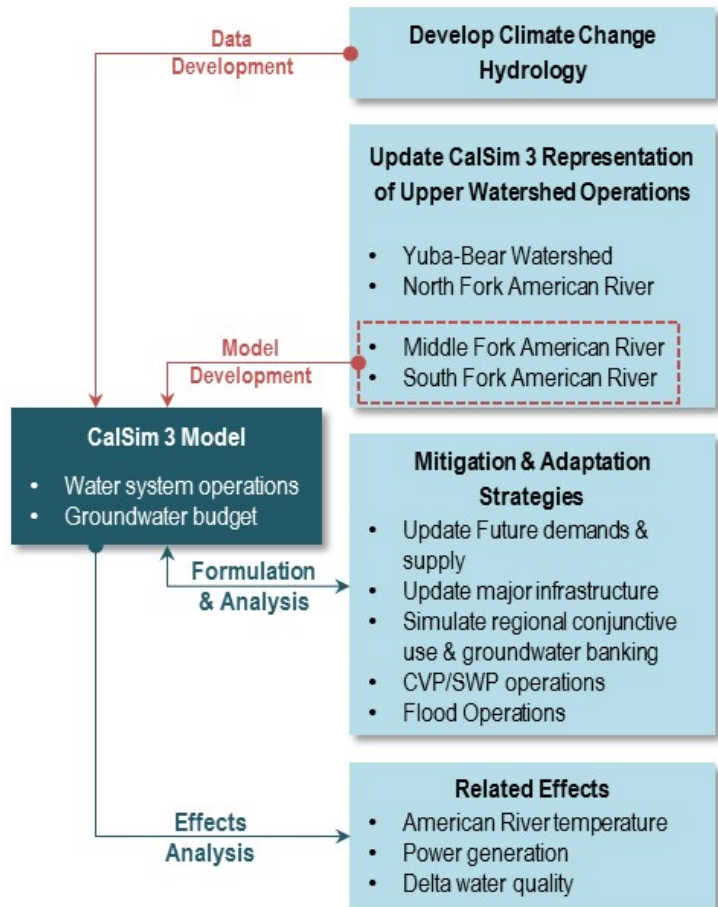 Data
Development
Develop Climate Change
Hydrology
Update CalSim 3 Representation
of Upper Watershed Operations
• Yuba-Bear Watershed
• North Fork American River
• Middle Fork American River
• South Fork American River
Model
Development
CalSim 3 Model
• Water system operations
• Groundwater budget
Formulation
& Analysis
Mitigation & Adaptation
Strategies
• Update Future demands &
supply
• Update major infrastructure
• Simulate regional conjunctive
use & groundwater banking
• CVP/SWP operations
• Flood Operations
Effects
Analysis
Related Effects
• American River temperature
• Power generation
• Delta water quality